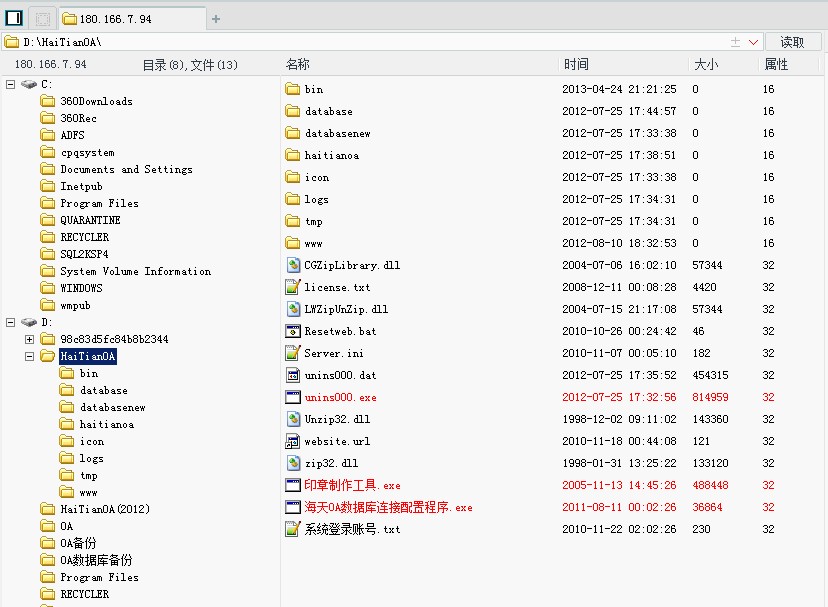 180.166.7.94
D:\HaiTianOA\
读取
180.166.7.94 目录(8),文件(13) 名称 时间 大小 属性
C:
360Downloads
360Rec
ADFS
cpqsystem
Documents and Settings
Inetpub
Program Files
QUARANTINE
RECYCLER
SQL2KSP4
System Volume Information
WINDOWS
wmpub
D:
98e83d5fc84b8b2344
HaiTianOA
bin
database
databasenew
haitianoa
icon
logs
tmp
www
HaiTianOA(2012)
OA
OA备份
OA数据库备份
Program Files
RECYCLER
bin 2013-04-24 21:21:25 0 16
database 2012-07-25 17:44:57 0 16
databasenew 2012-07-25 17:33:38 0 16
haitianoa 2012-07-25 17:38:51 0 16
icon 2012-07-25 17:33:38 0 16
logs 2012-07-25 17:34:31 0 16
tmp 2012-07-25 17:34:31 0 16
www 2012-08-10 18:32:53 0 16
CGZipLibrary.dll 2004-07-06 16:02:10 57344 32
license.txt 2008-12-11 00:08:28 4420 32
LWZipUnZip.dll 2004-07-15 21:17:08 57344 32
Resetweb.bat 2010-10-26 00:24:42 46 32
Server.ini 2010-11-07 00:05:10 182 32
unins000.dat 2012-07-25 17:35:52 454315 32
unins000.exe 2012-07-25 17:32:56 814959 32
Unzip32.dll 1998-12-02 09:11:02 143360 32
website.url 2010-11-18 00:44:08 121 32
zip32.dll 1998-01-31 13:25:22 133120 32
印章制作工具.exe 2005-11-13 14:45:26 488448 32
海天OA数据库连接配置程序.exe 2011-08-11 00:02:26 36864 32
系统登录账号.txt 2010-11-22 02:02:26 230 32